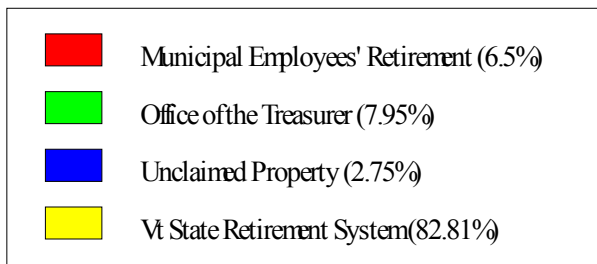 Municipal Employees' Retirement (6.5%)
Office of the Treasurer (7.95%)
Unclaimed Property (2.75%)
Vt State Retirement System (82.81%)